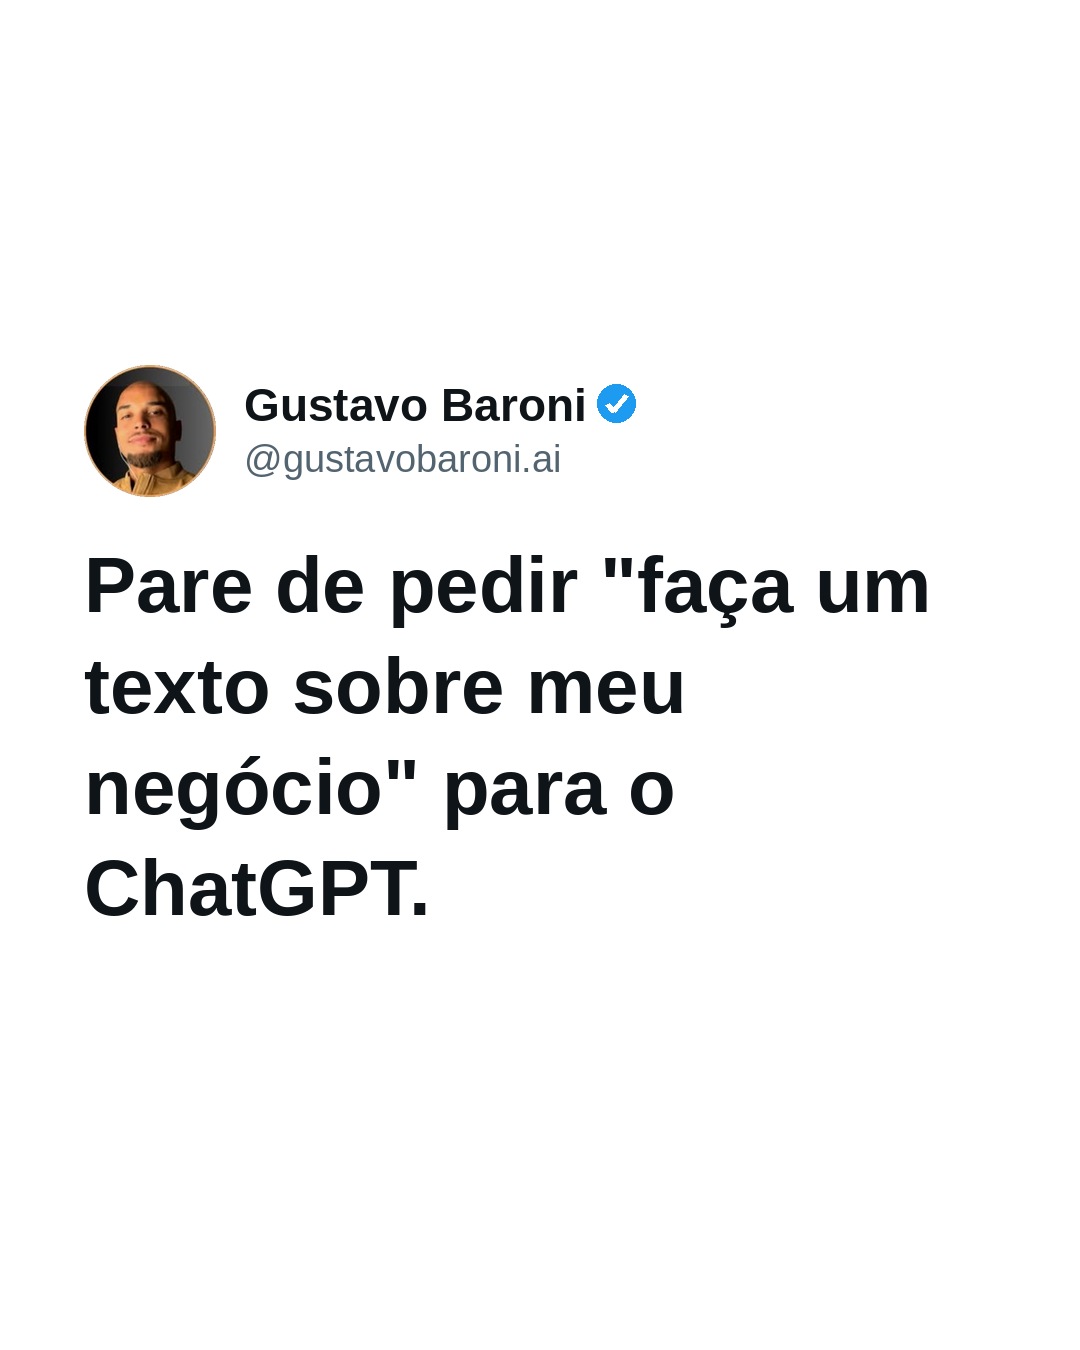 Gustavo Baroni
@gustavobaroni.ai
Pare de pedir "faça um
texto sobre meu
negócio" para o
ChatGPT.